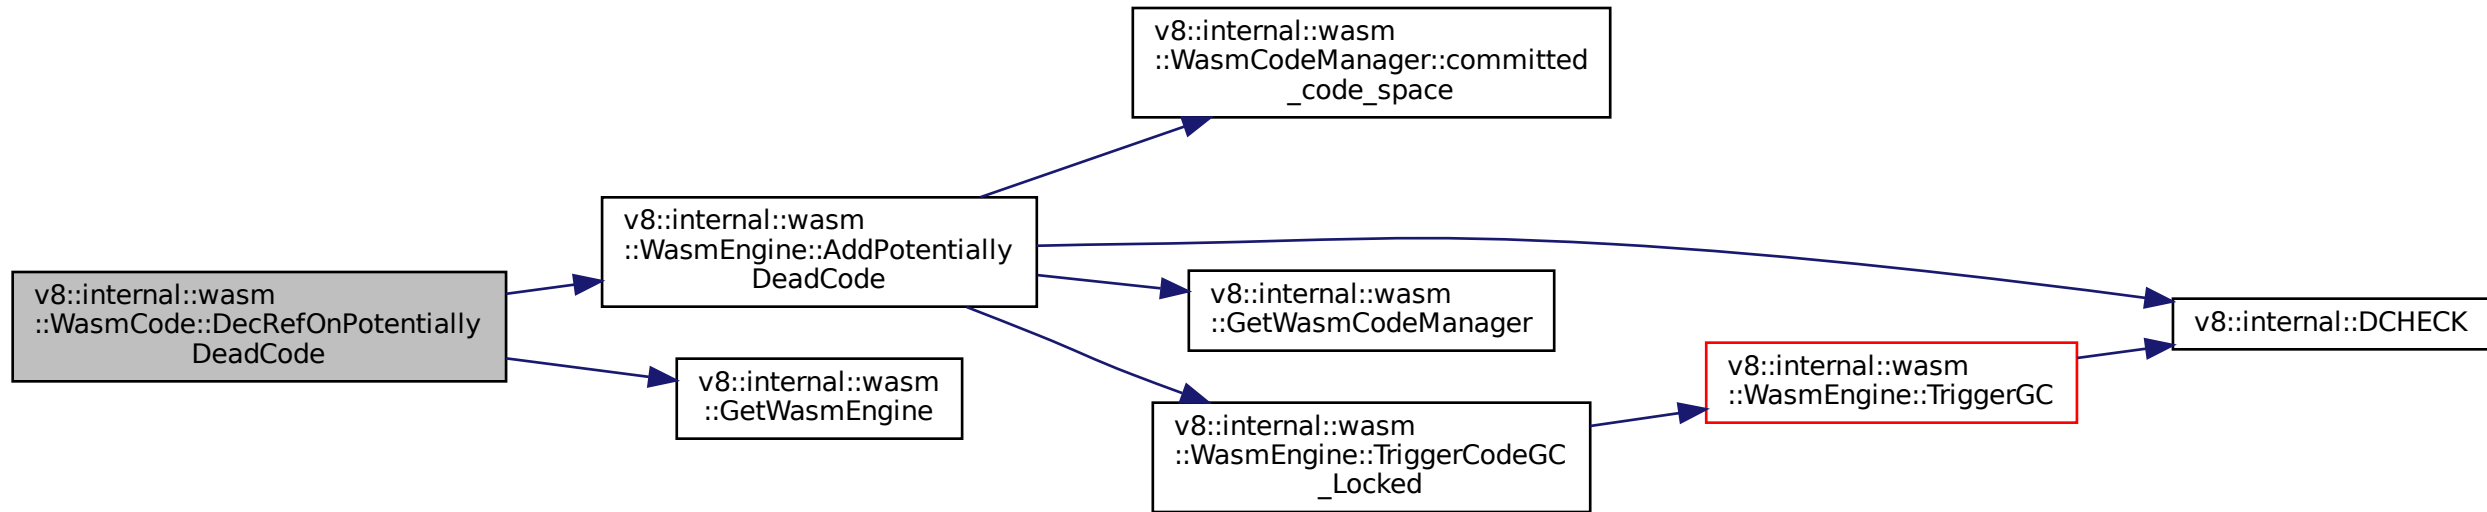 v8::internal::wasm
::WasmCode::DecRefOnPotentially
DeadCode
v8::internal::wasm
::WasmEngine::AddPotentially
DeadCode
v8::internal::wasm
::GetWasmEngine
v8::internal::wasm
::WasmCodeManager::committed
_code_space
v8::internal::wasm
::GetWasmCodeManager
v8::internal::wasm
::WasmEngine::TriggerCodeGC
_Locked
v8::internal::wasm
::WasmEngine::TriggerGC
v8::internal::DCHECK